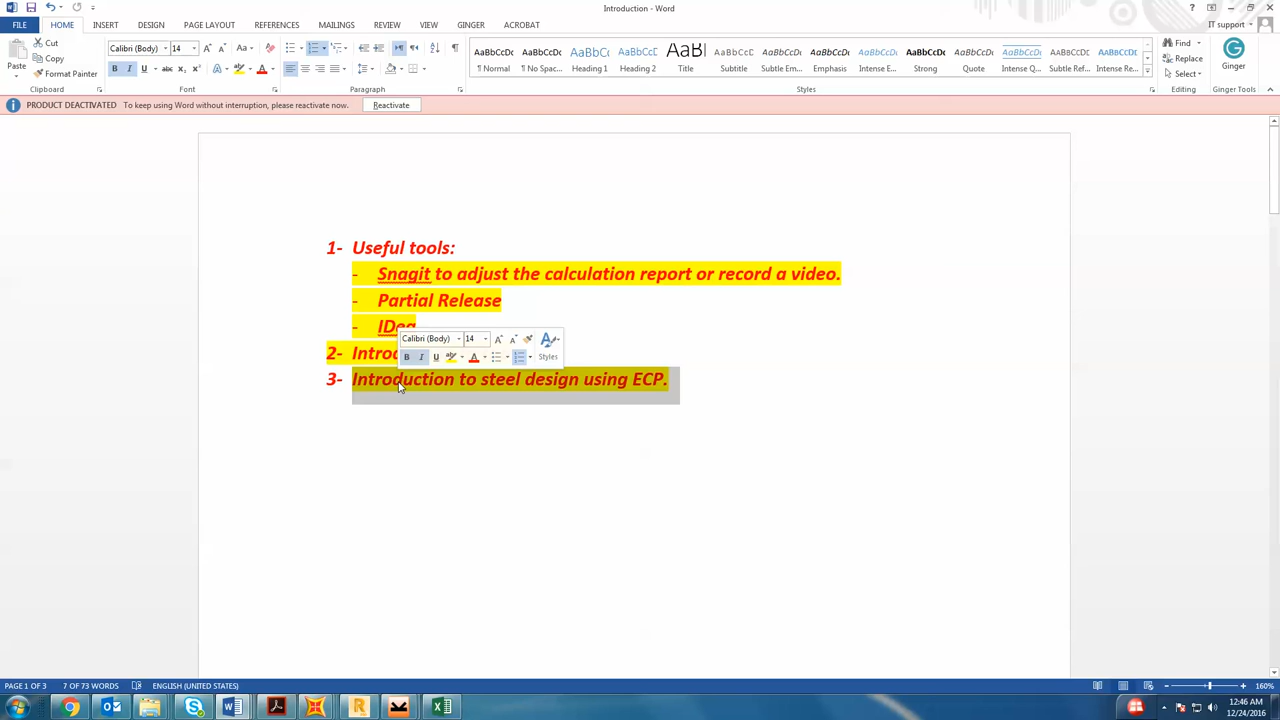 Introduction - Word
FILE HOME INSERT DESIGN PAGE LAYOUT REFERENCES MAILINGS REVIEW VIEW GINGER ACROBAT IT support
Paste Cut Copy Format Painter
Calibri (Body) 14
AaBbCcDc AaBbCcDc AaBbCc AaBbCcDc AaBl AaBbCcDc AaBbCcDc AaBbCcDc AaBbCcDc AaBbCcDc AaBbCcDc AaBbCcDc AaBbCcDc AaBbCcDc
¶ Normal ¶ No Spac... Heading 1 Heading 2 Title Subtitle Subtle Em... Emphasis Intense E... Strong Quote Intense Q... Subtle Ref... Intense Re...
Find Replace Select Ginger
Clipboard Font Paragraph Styles Editing Ginger Tools
PRODUCT DEACTIVATED To keep using Word without interruption, please reactivate now. Reactivate
1- Useful tools:
- Snagit to adjust the calculation report or record a video.
- Partial Release
- IDea
Calibri (Body) 14
2- Introd
B I U A Styles
3- Introduction to steel design using ECP.
PAGE 1 OF 3 7 OF 73 WORDS ENGLISH (UNITED STATES) 160%
12:46 AM
12/24/2016